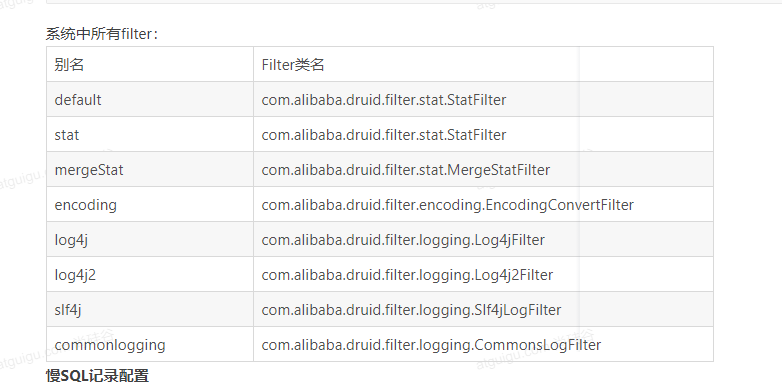 系统中所有filter：
别名 Filter类名
default com.alibaba.druid.filter.stat.StatFilter
stat com.alibaba.druid.filter.stat.StatFilter
mergeStat com.alibaba.druid.filter.stat.MergeStatFilter
encoding com.alibaba.druid.filter.encoding.EncodingConvertFilter
log4j com.alibaba.druid.filter.logging.Log4jFilter
log4j2 com.alibaba.druid.filter.logging.Log4j2Filter
slf4j com.alibaba.druid.filter.logging.Slf4jLogFilter
commonlogging com.alibaba.druid.filter.logging.CommonsLogFilter
慢SQL记录配置